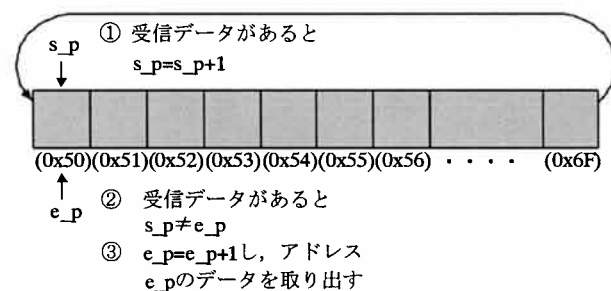 ① 受信データがあると
s_p
s_p=s_p+1
(0x50)(0x51)(0x52)(0x53)(0x54)(0x55)(0x56) ・・・・ (0x6F)
e_p
② 受信データがあると
s_p≠e_p
③ e_p=e_p+1し，アドレス
e_pのデータを取り出す